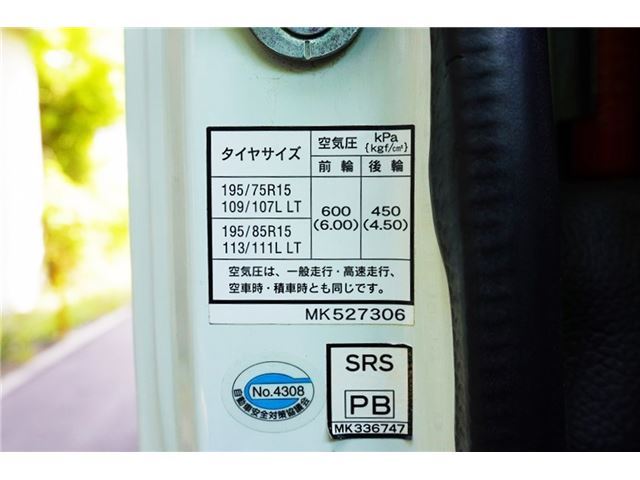 タイヤサイズ
空気圧 kPa
{kgf/cm²}
前輪 後輪
195/75R15
109/107L LT
195/85R15
113/111L LT
600
(6.00)
450
(4.50)
空気圧は、一般走行・高速走行、
空車時・積車時とも同じです。
MK527306
No.4308
自動車安全対策協議会
SRS
PB
MK336747